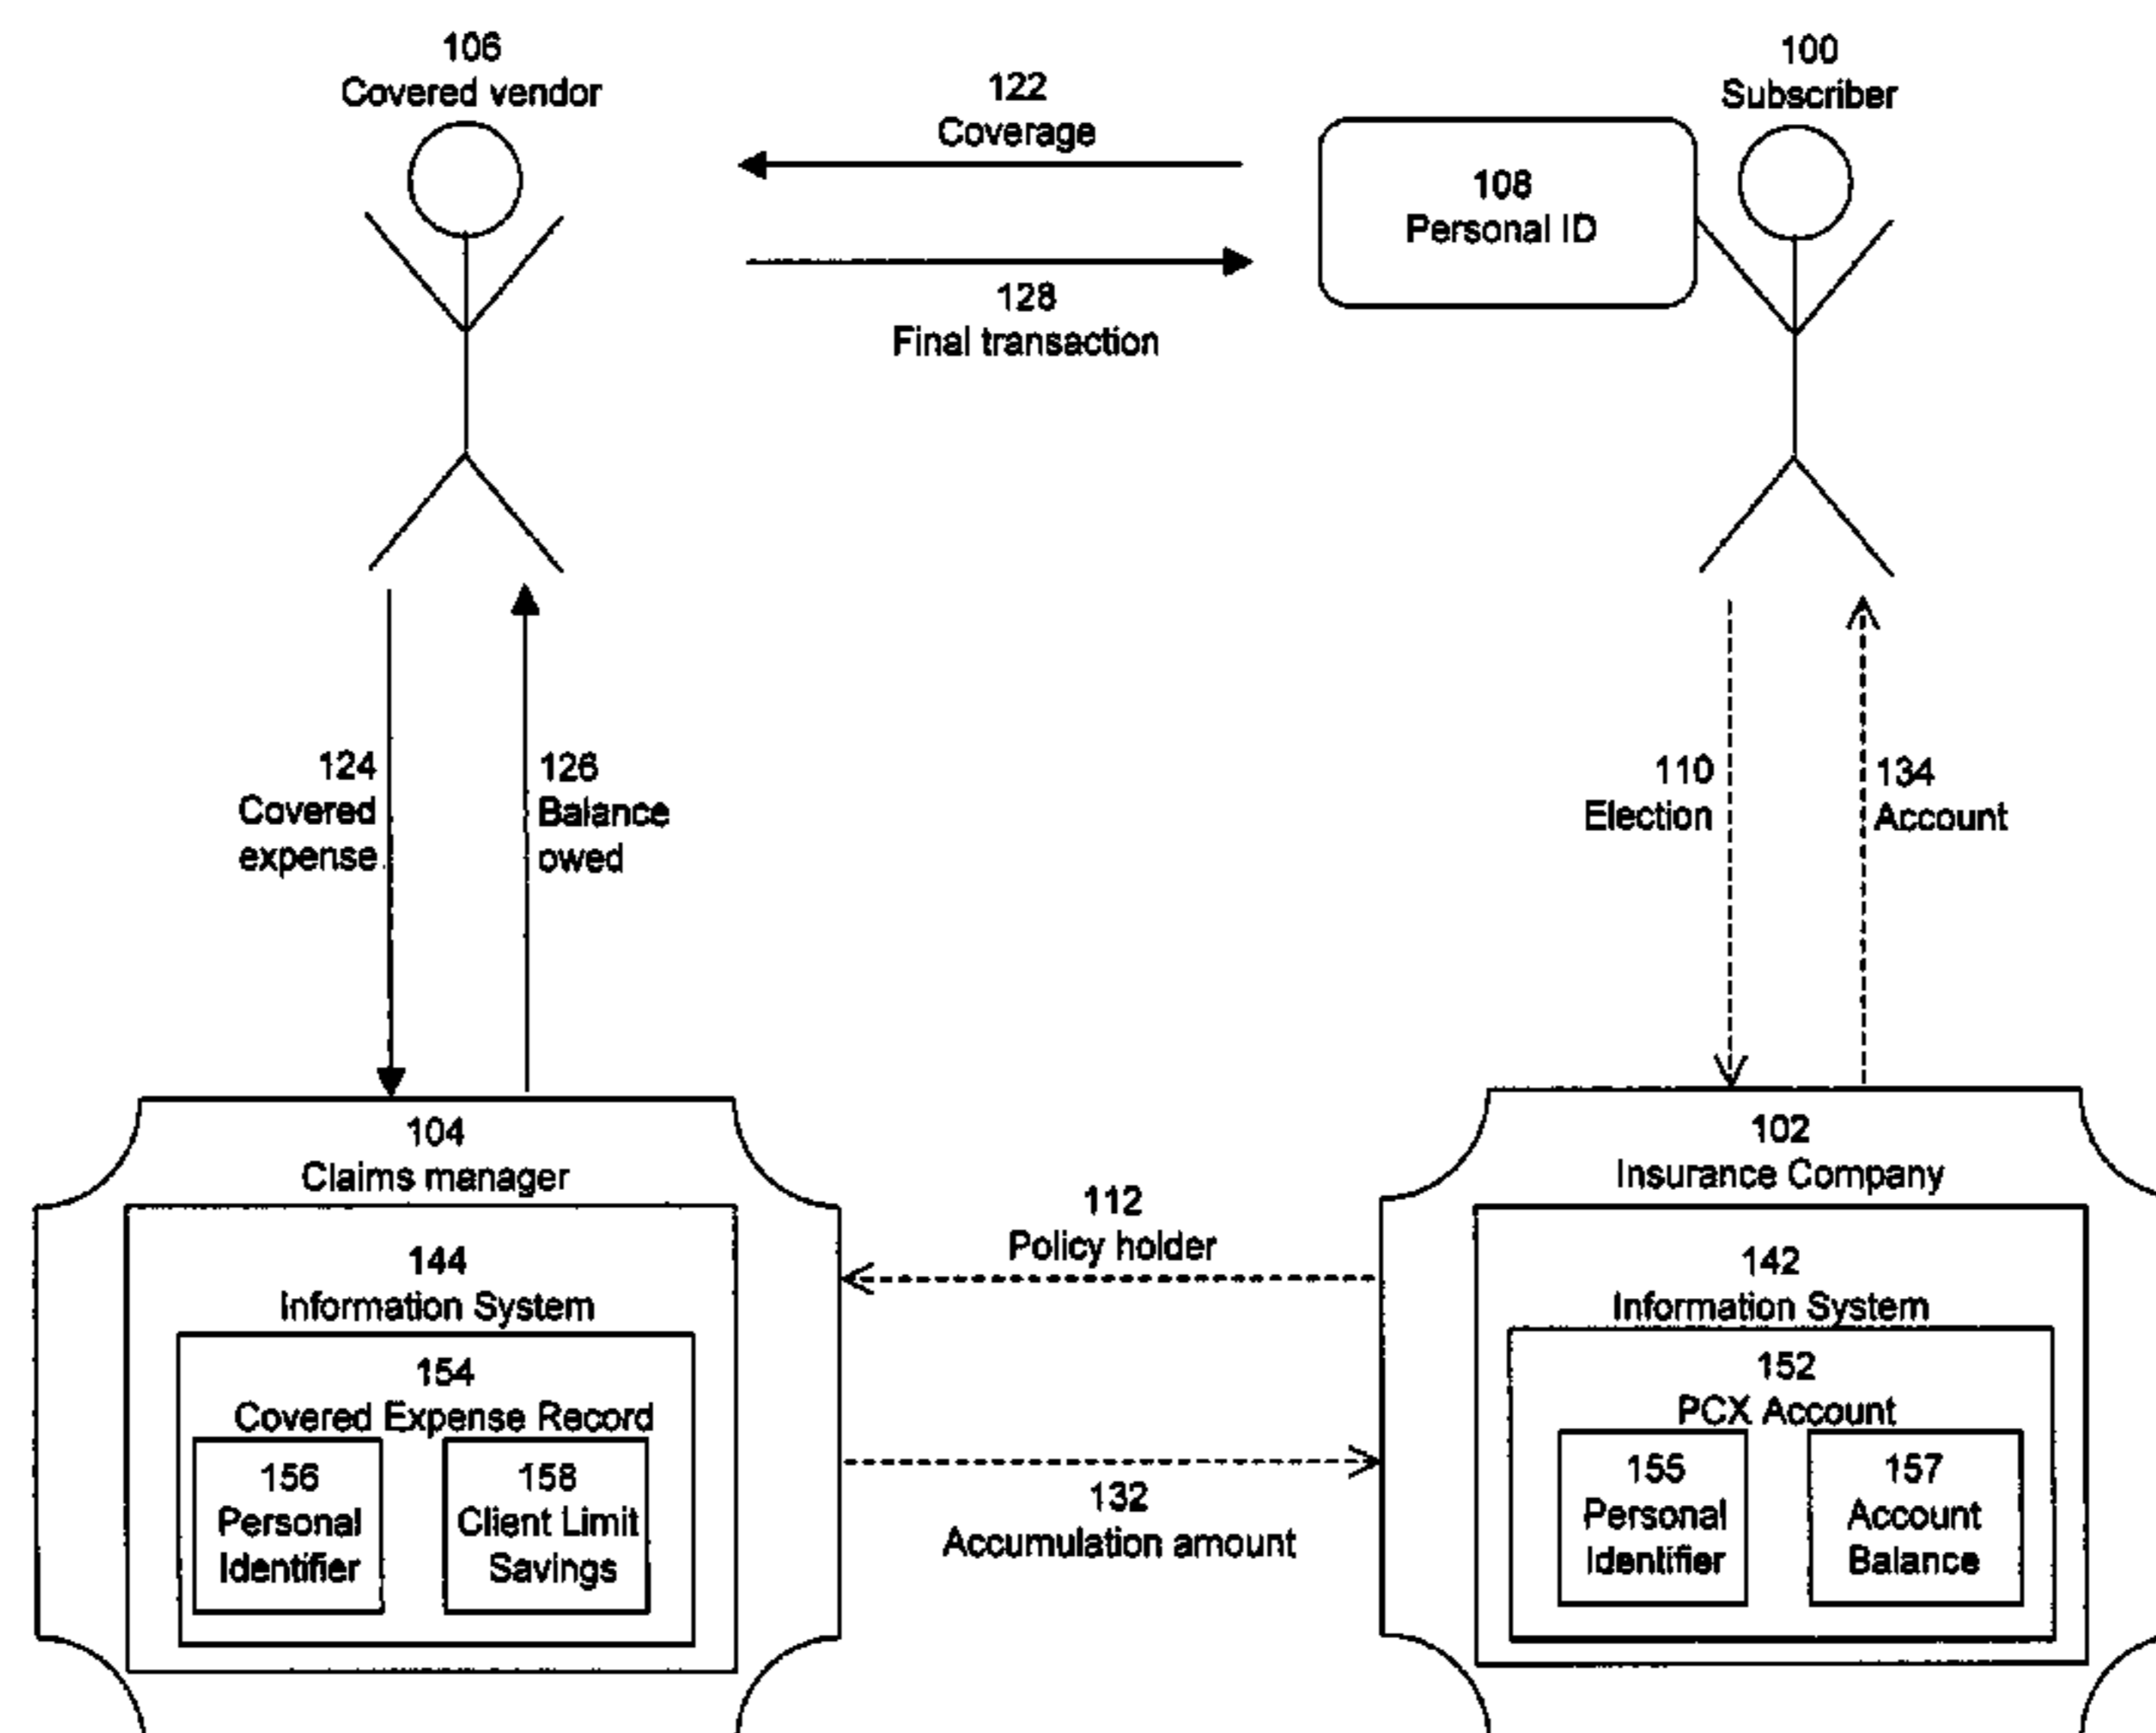 106
Covered vendor
122
Coverage
100
Subscriber
108
Personal ID
128
Final transaction
124
Covered
expense
126
Balance
owed
110
Election
134
Account
104
Claims manager
144
Information System
154
Covered Expense Record
156
Personal
Identifier
158
Client Limit
Savings
112
Policy holder
132
Accumulation amount
102
Insurance Company
142
Information System
152
PCX Account
155
Personal
Identifier
157
Account
Balance